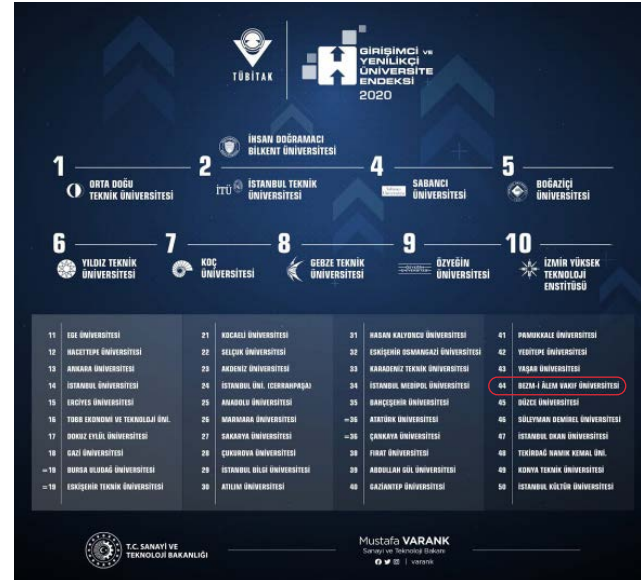 TÜBİTAK
GİRİŞİMCİ VE
YENİLİKÇİ
ÜNİVERSİTE
ENDEKSİ
2020
1
ORTA DOĞU
TEKNİK ÜNİVERSİTESİ
2
İHSAN DOĞRAMACI
BİLKENT ÜNİVERSİTESİ
İTÜ
İSTANBUL TEKNİK
ÜNİVERSİTESİ
4
SABANCI
ÜNİVERSİTESİ
5
BOĞAZİÇİ
ÜNİVERSİTESİ
6
YILDIZ TEKNİK
ÜNİVERSİTESİ
7
KOÇ
ÜNİVERSİTESİ
8
GEBZE TEKNİK
ÜNİVERSİTESİ
9
ÖZYEĞİN
ÜNİVERSİTESİ
10
İZMİR YÜKSEK
TEKNOLOJİ
ENSTİTÜSÜ
11 EGE ÜNİVERSİTESİ
12 HACETTEPE ÜNİVERSİTESİ
13 ANKARA ÜNİVERSİTESİ
14 İSTANBUL ÜNİVERSİTESİ
15 ERCİYES ÜNİVERSİTESİ
16 TOBB EKONOMİ VE TEKNOLOJİ ÜNİ.
17 DOKUZ EYLÜL ÜNİVERSİTESİ
18 GAZİ ÜNİVERSİTESİ
=19 BURSA ULUDAĞ ÜNİVERSİTESİ
=19 ESKİŞEHİR TEKNİK ÜNİVERSİTESİ
21 KOCAELİ ÜNİVERSİTESİ
22 SELÇUK ÜNİVERSİTESİ
23 AKDENİZ ÜNİVERSİTESİ
24 İSTANBUL ÜNİ. (CERRAHPAŞA)
25 ANADOLU ÜNİVERSİTESİ
26 MARMARA ÜNİVERSİTESİ
27 SAKARYA ÜNİVERSİTESİ
28 ÇUKUROVA ÜNİVERSİTESİ
29 İSTANBUL BİLGİ ÜNİVERSİTESİ
30 ATILIM ÜNİVERSİTESİ
31 HASAN KALYONCU ÜNİVERSİTESİ
32 ESKİŞEHİR OSMANGAZİ ÜNİVERSİTESİ
33 KARADENİZ TEKNİK ÜNİVERSİTESİ
34 İSTANBUL MEDİPOL ÜNİVERSİTESİ
35 BAHÇEŞEHİR ÜNİVERSİTESİ
=36 ATATÜRK ÜNİVERSİTESİ
=36 ÇANKAYA ÜNİVERSİTESİ
38 FIRAT ÜNİVERSİTESİ
39 ABDULLAH GÜL ÜNİVERSİTESİ
40 GAZİANTEP ÜNİVERSİTESİ
41 PAMUKKALE ÜNİVERSİTESİ
42 YEDİTEPE ÜNİVERSİTESİ
43 YAŞAR ÜNİVERSİTESİ
44 BEZM-İ ÂLEM VAKIF ÜNİVERSİTESİ
45 DÜZCE ÜNİVERSİTESİ
46 SÜLEYMAN DEMİREL ÜNİVERSİTESİ
47 İSTANBUL OKAN ÜNİVERSİTESİ
48 TEKİRDAĞ NAMIK KEMAL ÜNİ.
49 KONYA TEKNİK ÜNİVERSİTESİ
50 İSTANBUL KÜLTÜR ÜNİVERSİTESİ
T.C. SANAYİ VE
TEKNOLOJİ BAKANLIĞI
Mustafa VARANK
Sanayi ve Teknoloji Bakanı
varank